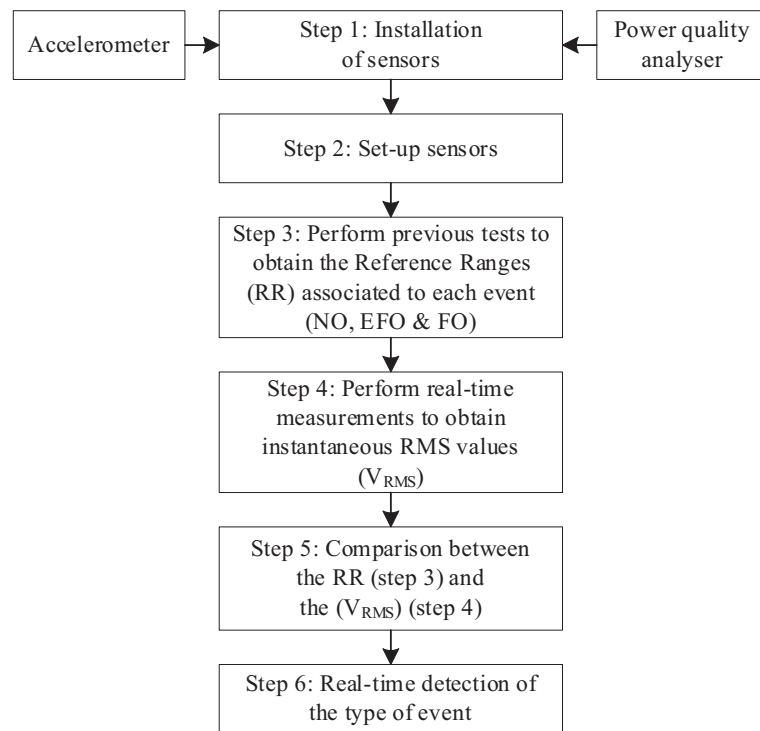 Accelerometer
Step 1: Installation
of sensors
Power quality
analyser
Step 2: Set-up sensors
Step 3: Perform previous tests to
obtain the Reference Ranges
(RR) associated to each event
(NO, EFO & FO)
Step 4: Perform real-time
measurements to obtain
instantaneous RMS values
(VRMS)
Step 5: Comparison between
the RR (step 3) and
the (VRMS) (step 4)
Step 6: Real-time detection of
the type of event